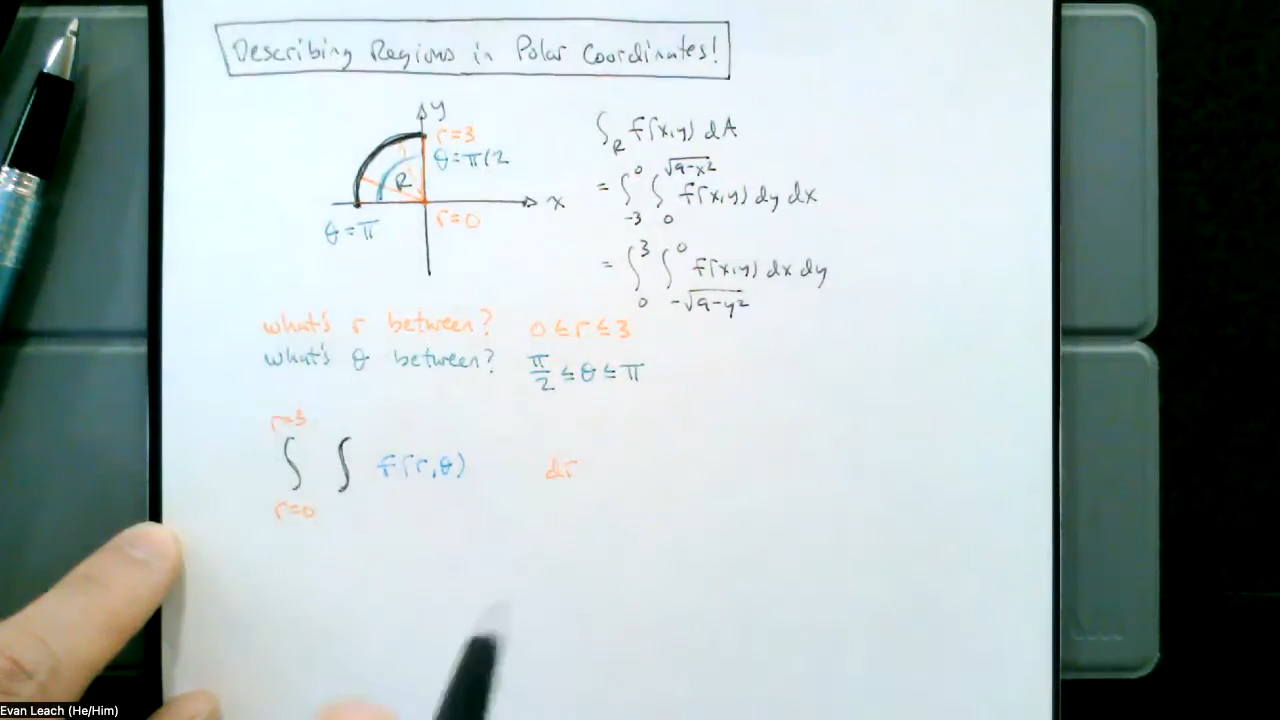 Describing Regions in Polar Coordinates!
y
r=3
θ=π/2
R
x
r=0
θ=π
∫_R f(x,y) dA
= ∫_{-3}^{0} ∫_{0}^{√(9-x²)} f(x,y) dy dx
= ∫_{0}^{3} ∫_{-√(9-y²)}^{0} f(x,y) dx dy
what's r between? 0 ≤ r ≤ 3
what's θ between? π/2 ≤ θ ≤ π
∫_{r=0}^{r=3} ∫ f(r,θ) dr
Evan Leach (He/Him)